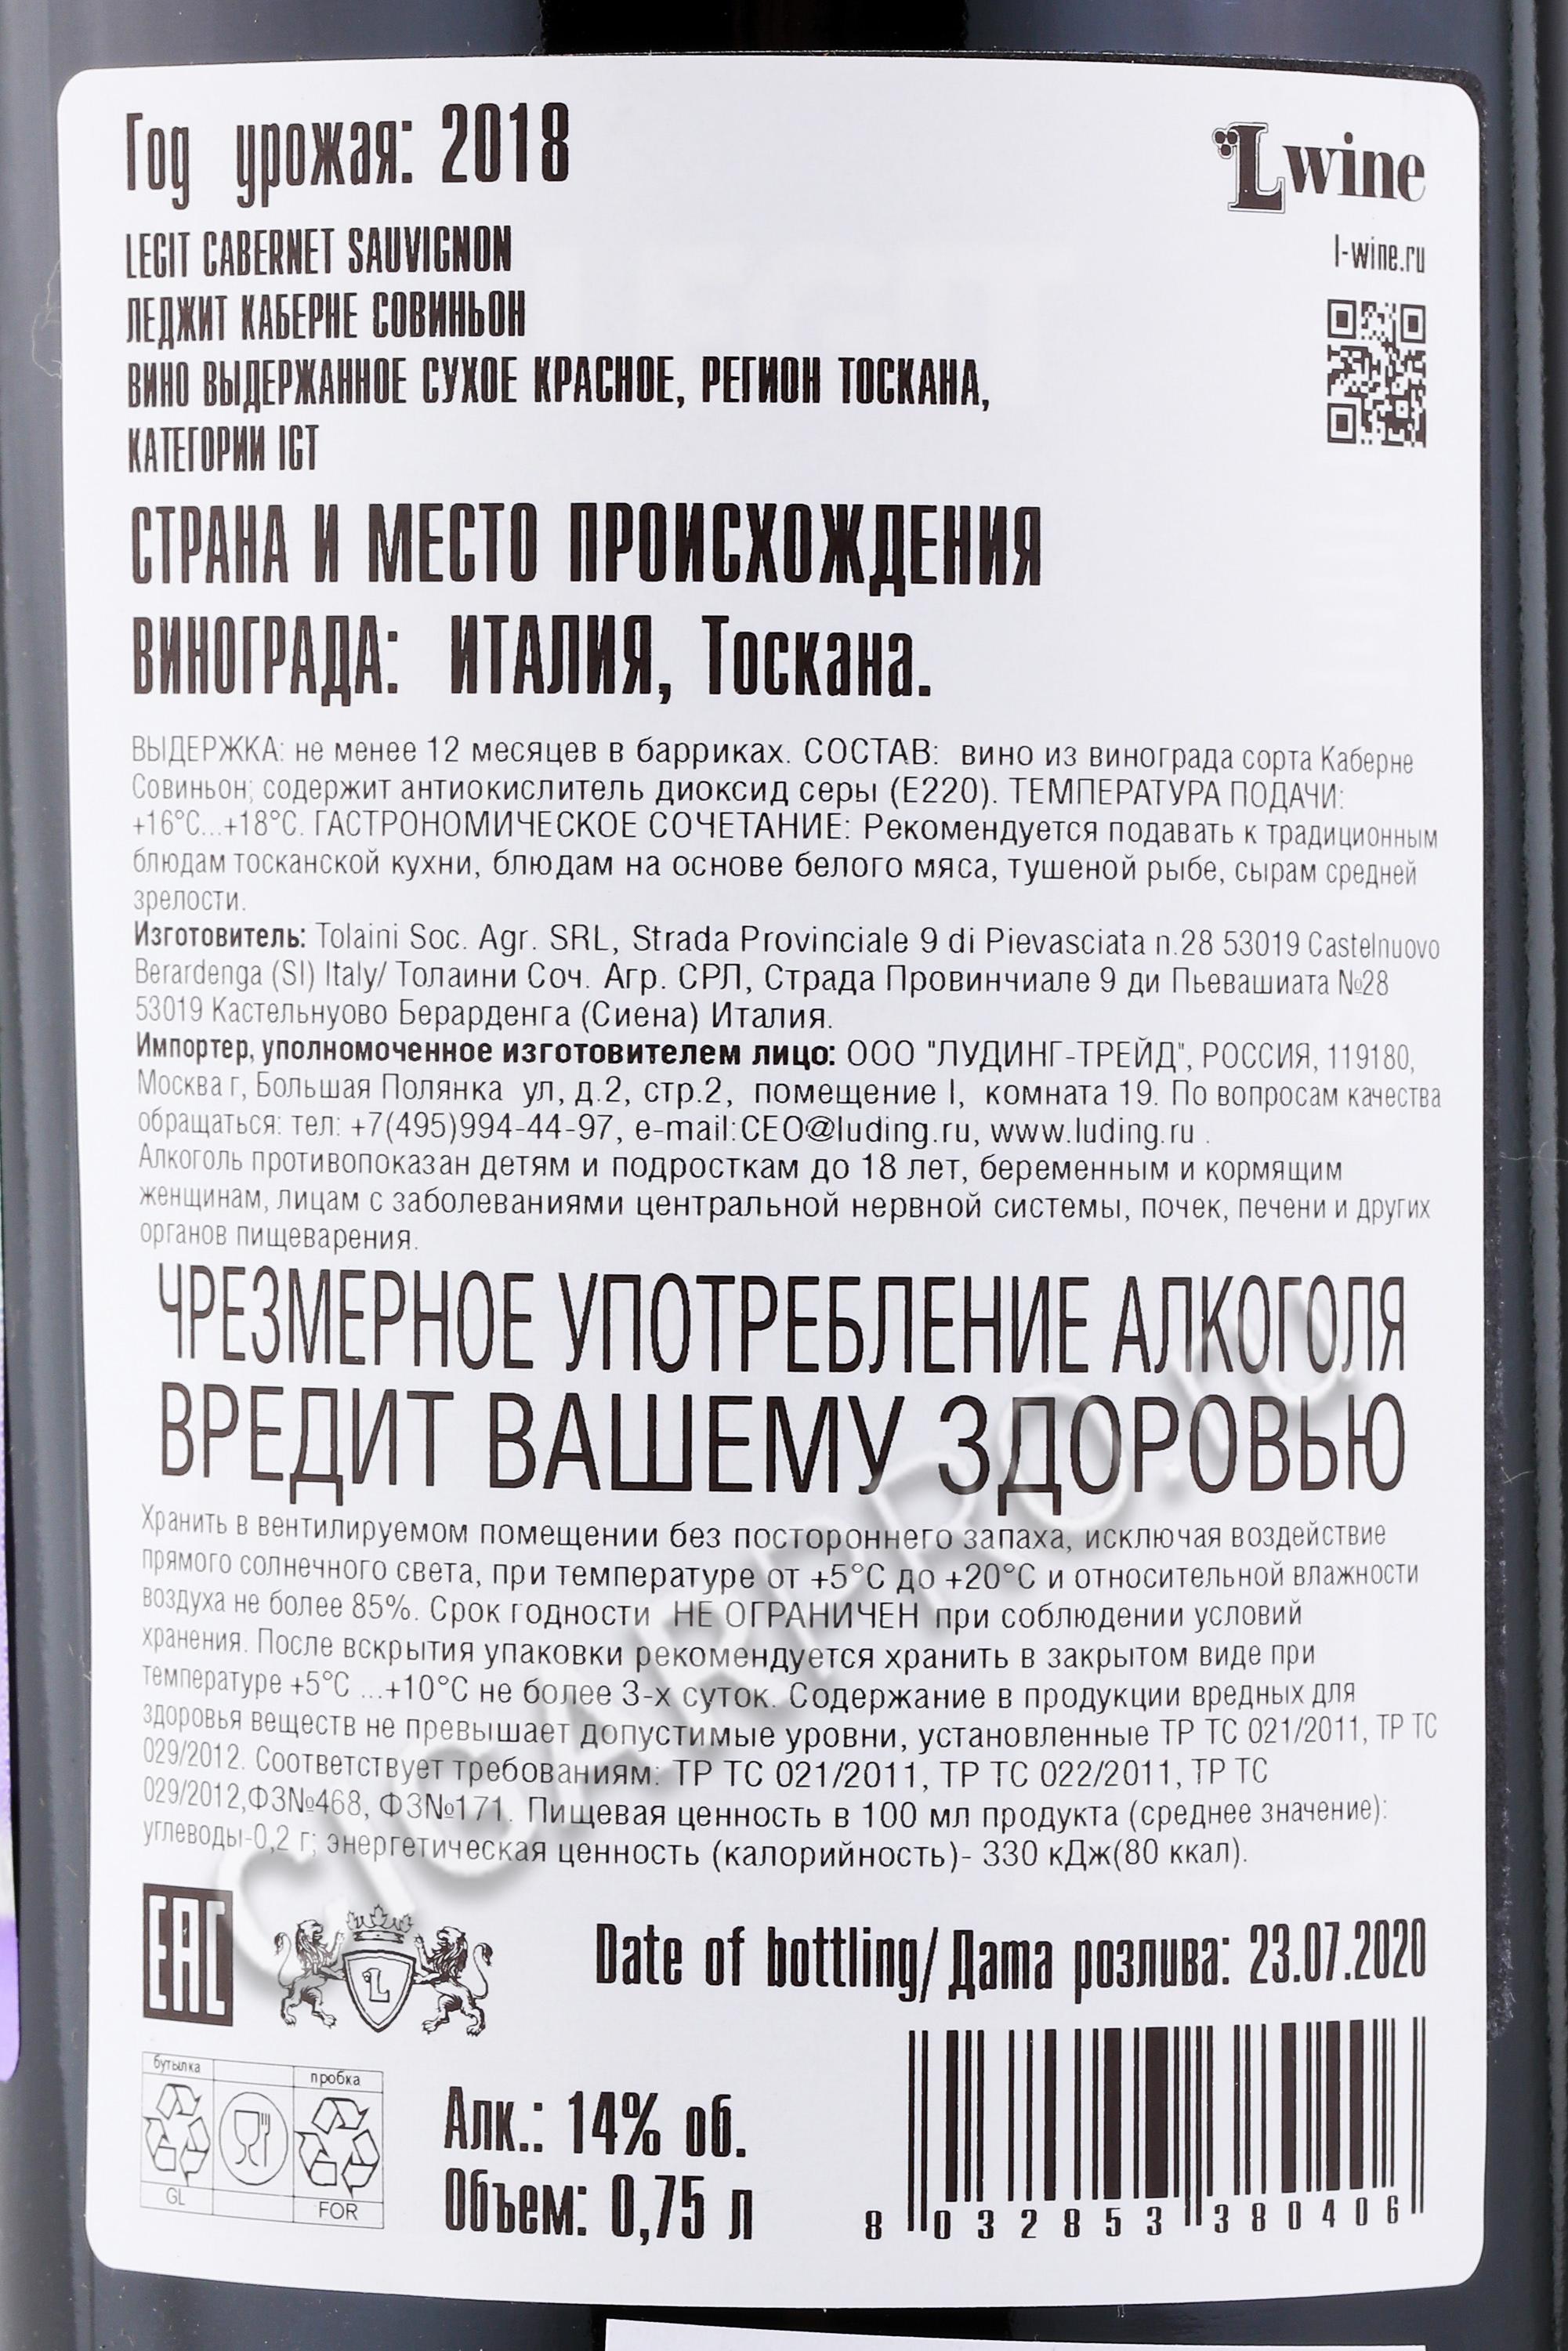 Год урожая: 2018
L wine
l-wine.ru
LEGIT CABERNET SAUVIGNON
ЛЕДЖИТ КАБЕРНЕ СОВИНЬОН
ВИНО ВЫДЕРЖАННОЕ СУХОЕ КРАСНОЕ, РЕГИОН ТОСКАНА,
КАТЕГОРИИ IGT
СТРАНА И МЕСТО ПРОИСХОЖДЕНИЯ
ВИНОГРАДА: ИТАЛИЯ, Тоскана.
ВЫДЕРЖКА: не менее 12 месяцев в барриках. СОСТАВ: вино из винограда сорта Каберне
Совиньон; содержит антиокислитель диоксид серы (E220). ТЕМПЕРАТУРА ПОДАЧИ:
+16°C...+18°C. ГАСТРОНОМИЧЕСКОЕ СОЧЕТАНИЕ: Рекомендуется подавать к традиционным
блюдам тосканской кухни, блюдам на основе белого мяса, тушеной рыбе, сырам средней
зрелости.
Изготовитель: Tolaini Soc. Agr. SRL, Strada Provinciale 9 di Pievasciata n.28 53019 Castelnuovo
Berardenga (SI) Italy/ Толаини Соч. Агр. СРЛ, Страда Провинчиале 9 ди Пьевашиата №28
53019 Кастельнуово Берарденга (Сиена) Италия.
Импортер, уполномоченное изготовителем лицо: ООО "ЛУДИНГ-ТРЕЙД", РОССИЯ, 119180,
Москва г, Большая Полянка ул, д.2, стр.2, помещение I, комната 19. По вопросам качества
обращаться: тел: +7(495)994-44-97, e-mail:CEO@luding.ru, www.luding.ru .
Алкоголь противопоказан детям и подросткам до 18 лет, беременным и кормящим
женщинам, лицам с заболеваниями центральной нервной системы, почек, печени и других
органов пищеварения.
ЧРЕЗМЕРНОЕ УПОТРЕБЛЕНИЕ АЛКОГОЛЯ
ВРЕДИТ ВАШЕМУ ЗДОРОВЬЮ
Хранить в вентилируемом помещении без постороннего запаха, исключая воздействие
прямого солнечного света, при температуре от +5°C до +20°C и относительной влажности
воздуха не более 85%. Срок годности НЕ ОГРАНИЧЕН при соблюдении условий
хранения. После вскрытия упаковки рекомендуется хранить в закрытом виде при
температуре +5°C ...+10°C не более 3-х суток. Содержание в продукции вредных для
здоровья веществ не превышает допустимые уровни, установленные ТР ТС 021/2011, ТР ТС
029/2012. Соответствует требованиям: ТР ТС 021/2011, ТР ТС 022/2011, ТР ТС
029/2012,ФЗ№468, ФЗ№171. Пищевая ценность в 100 мл продукта (среднее значение):
углеводы-0,2 г; энергетическая ценность (калорийность)- 330 кДж(80 ккал).
CIGARPRO.ru
EAC
L
Date of bottling/Дата розлива: 23.07.2020
бутылка
пробка
GL
FOR
Алк.: 14% об.
Объем: 0,75 л
8 032853 380406